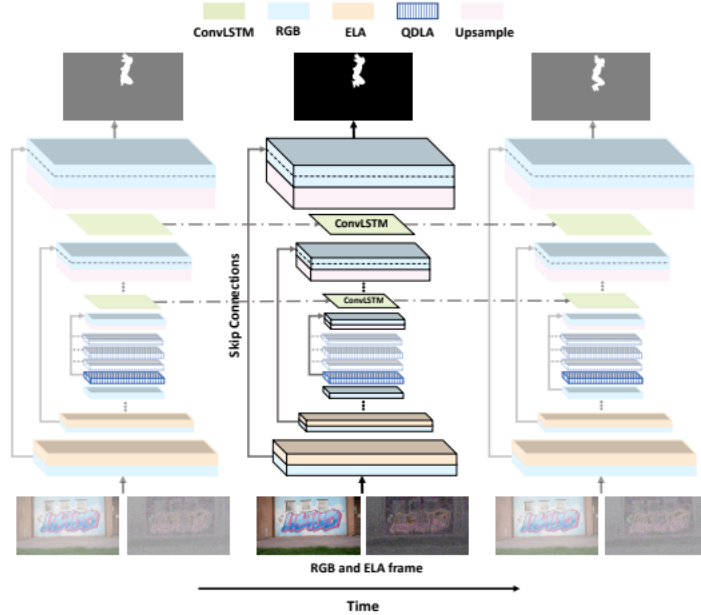 ConvLSTM RGB ELA QDLA Upsample
ConvLSTM
Skip Connections
ConvLSTM
RGB and ELA frame
Time